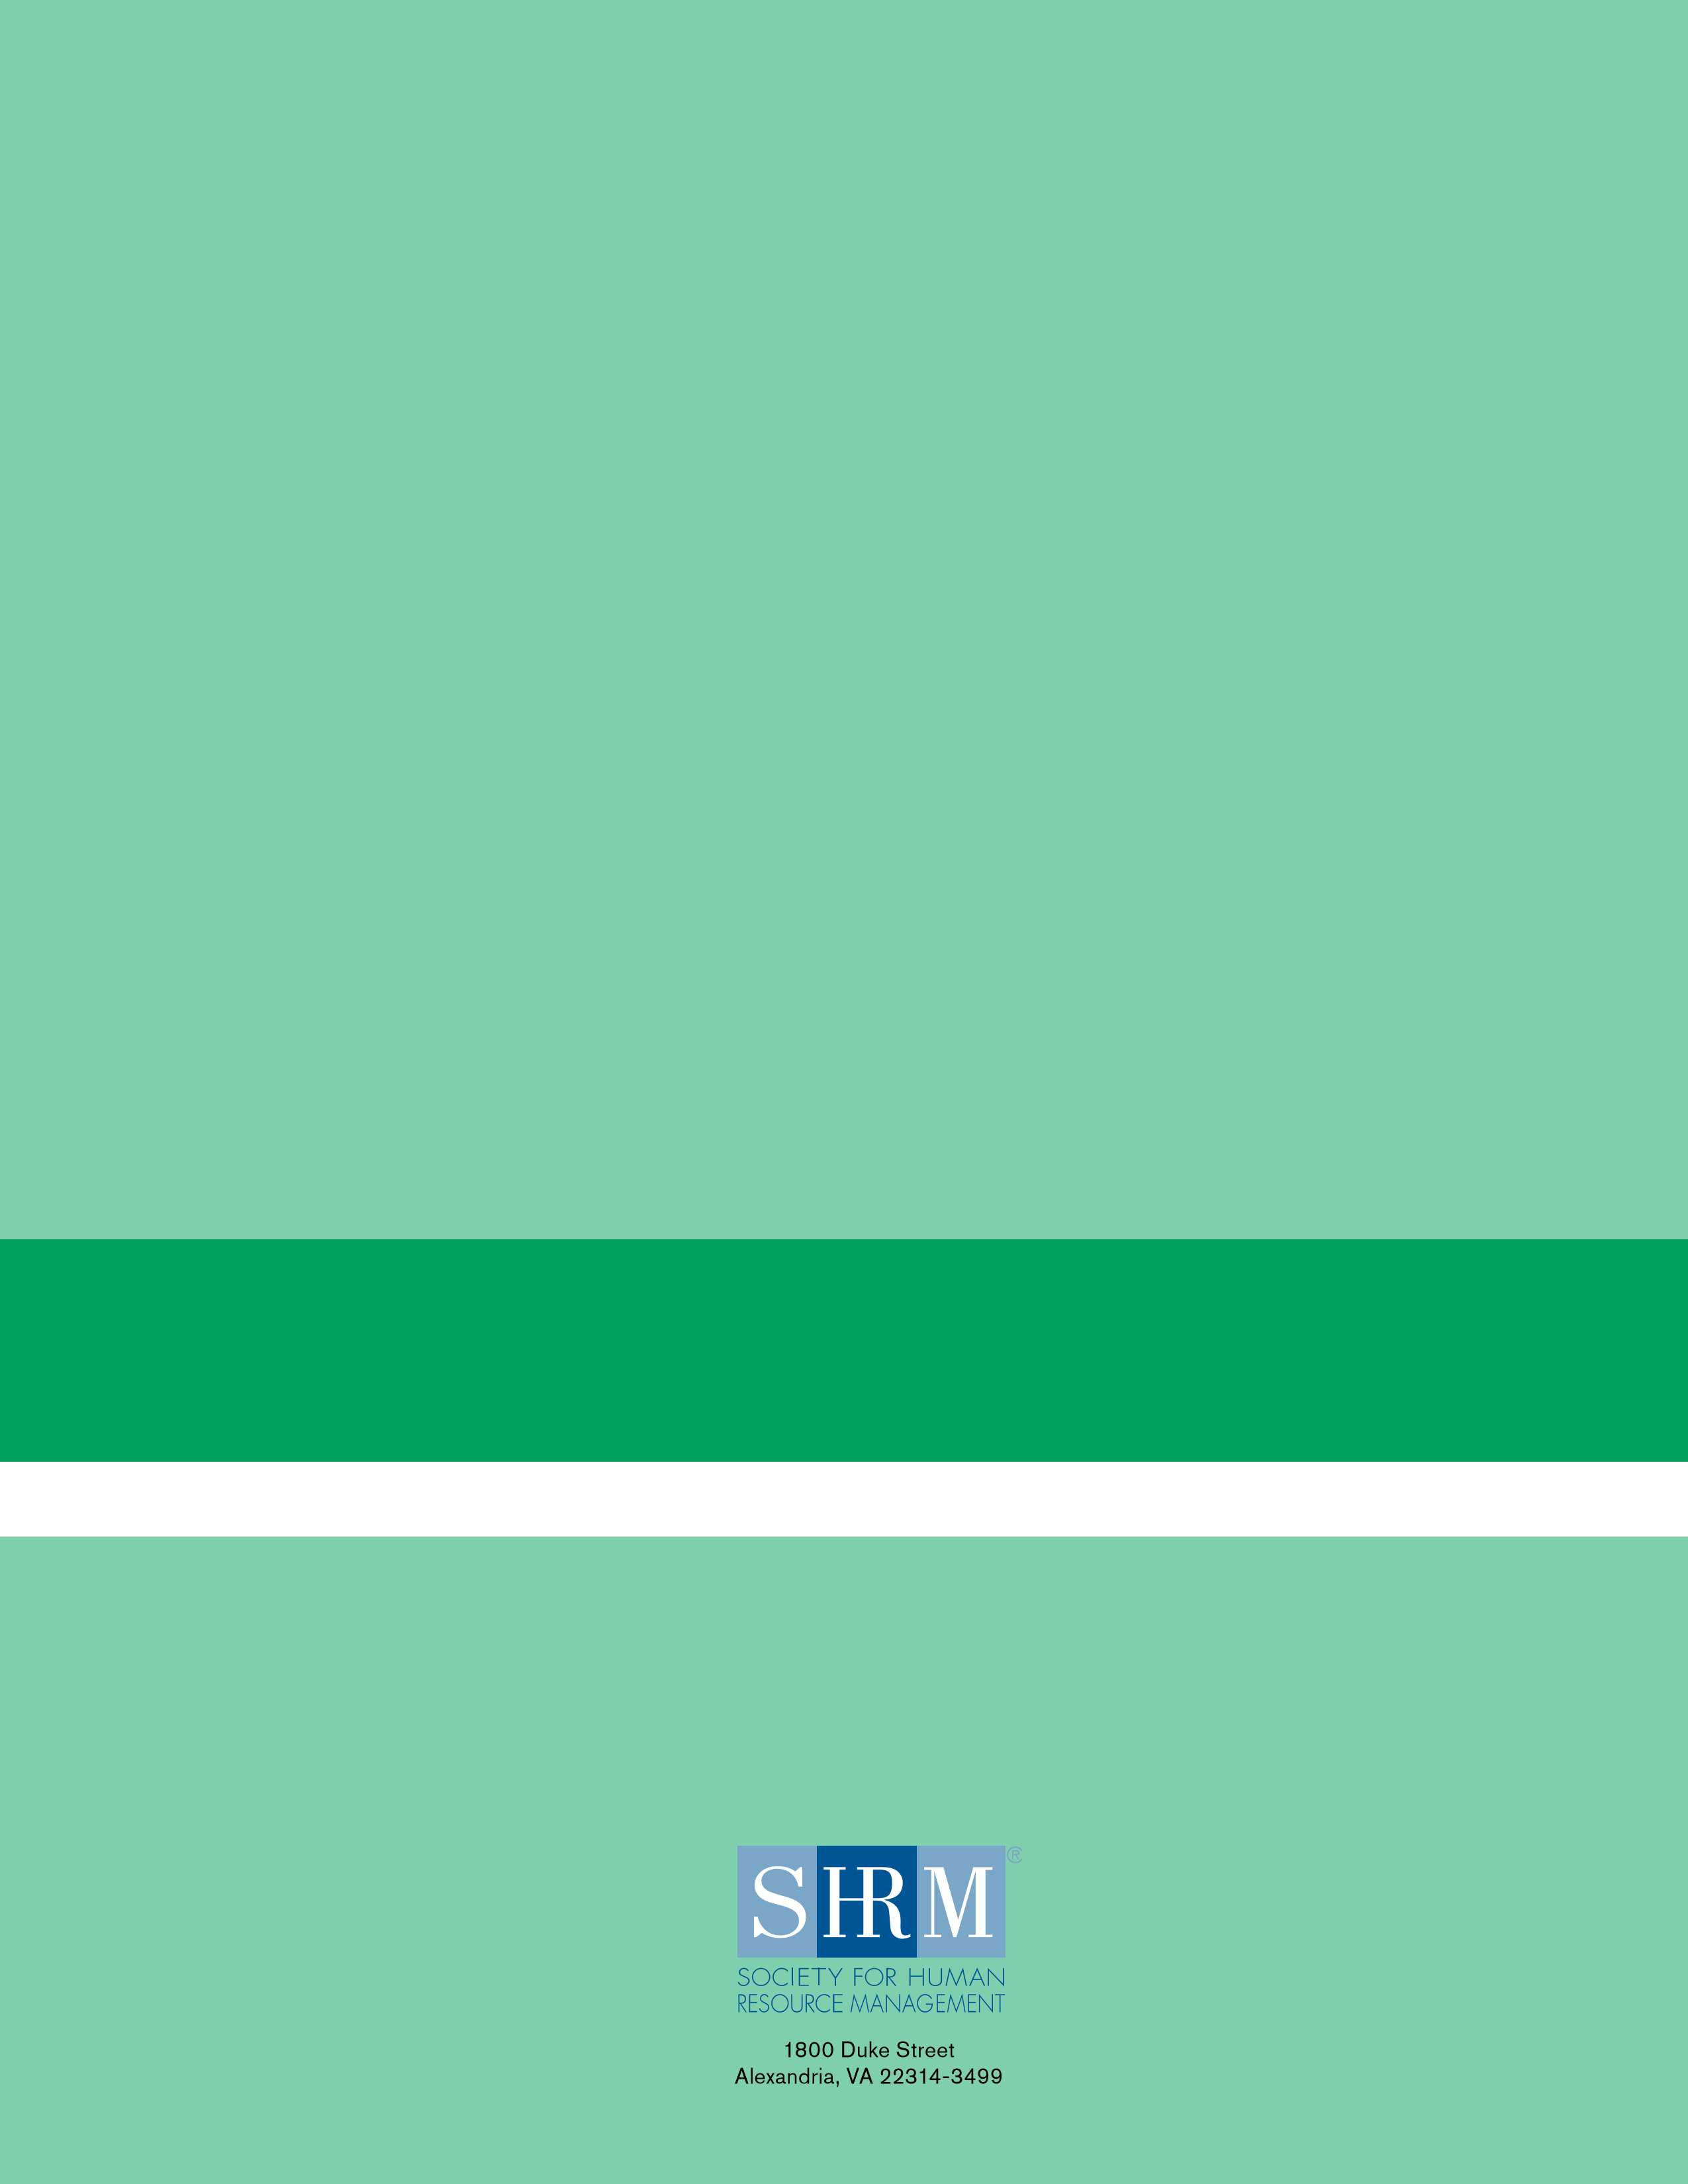 SHRM®
SOCIETY FOR HUMAN
RESOURCE MANAGEMENT
1800 Duke Street
Alexandria, VA 22314-3499